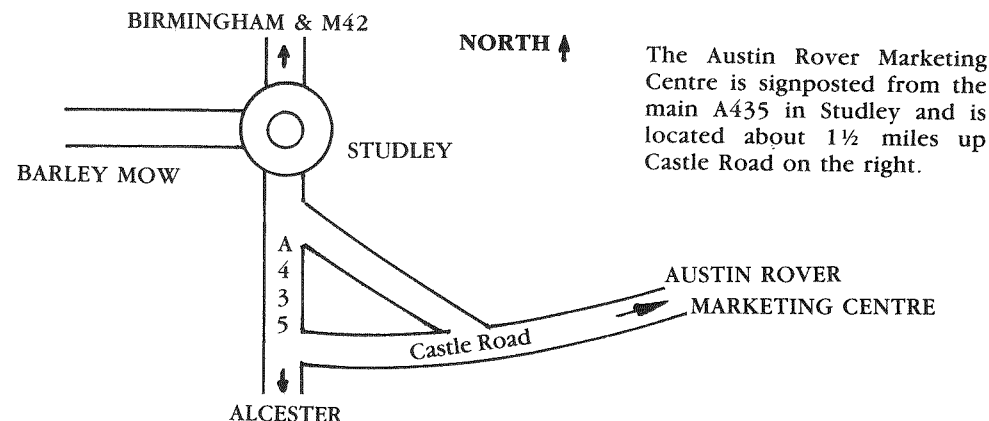 BIRMINGHAM & M42
NORTH
The Austin Rover Marketing
Centre is signposted from the
main A435 in Studley and is
located about 1½ miles up
Castle Road on the right.
STUDLEY
BARLEY MOW
A
4
3
5
AUSTIN ROVER
MARKETING CENTRE
Castle Road
ALCESTER